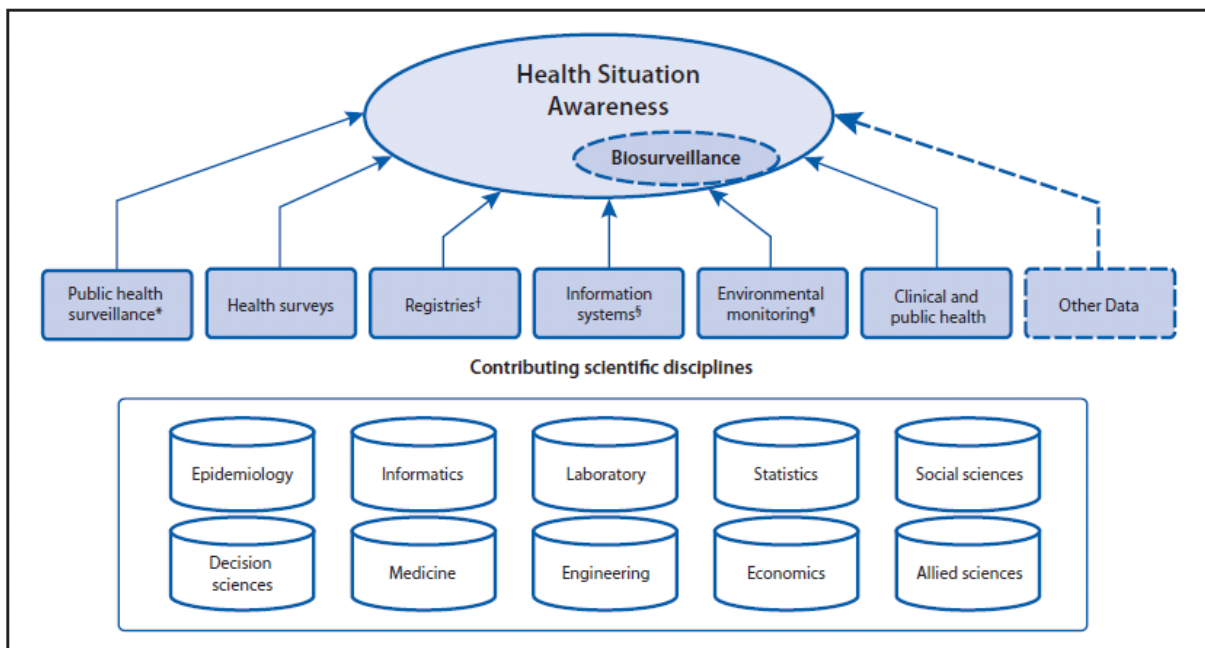 Health Situation
Awareness
Biosurveillance
Public health
surveillance*
Health surveys
Registries†
Information
systems§
Environmental
monitoring¶
Clinical and
public health
Other Data
Contributing scientific disciplines
Epidemiology
Informatics
Laboratory
Statistics
Social sciences
Decision
sciences
Medicine
Engineering
Economics
Allied sciences